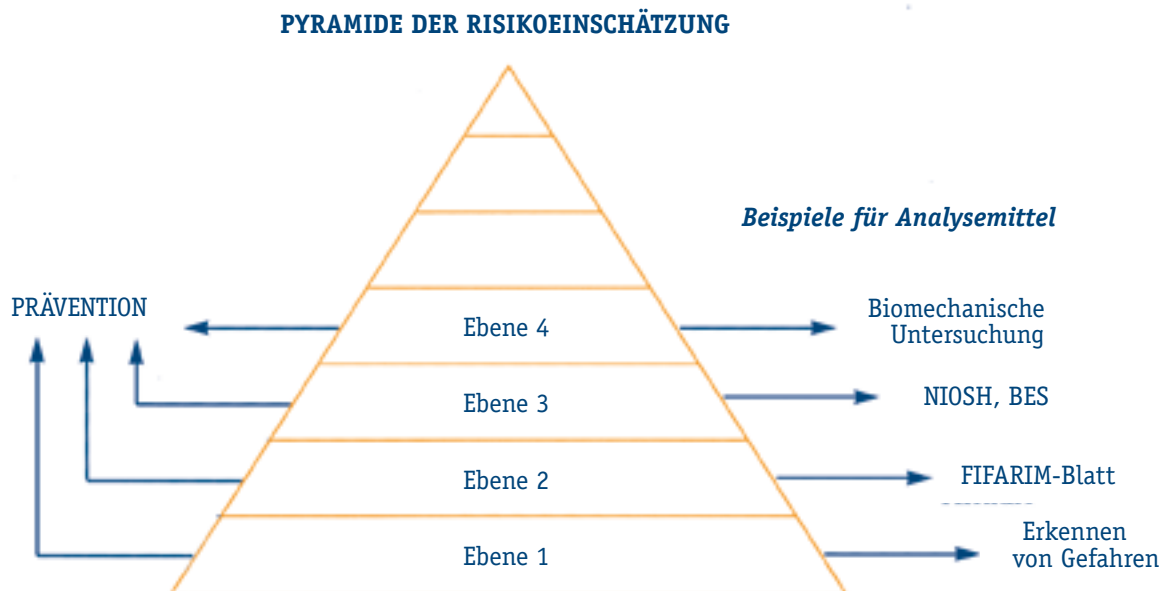 PYRAMIDE DER RISIKOEINSCHÄTZUNG
Beispiele für Analysemittel
PRÄVENTION
Ebene 4
Biomechanische
Untersuchung
Ebene 3
NIOSH, BES
Ebene 2
FIFARIM-Blatt
Ebene 1
Erkennen
von Gefahren